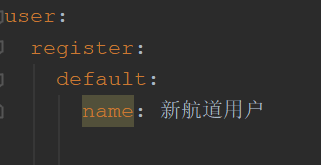 user:
  register:
    default:
      name: 新航道用户